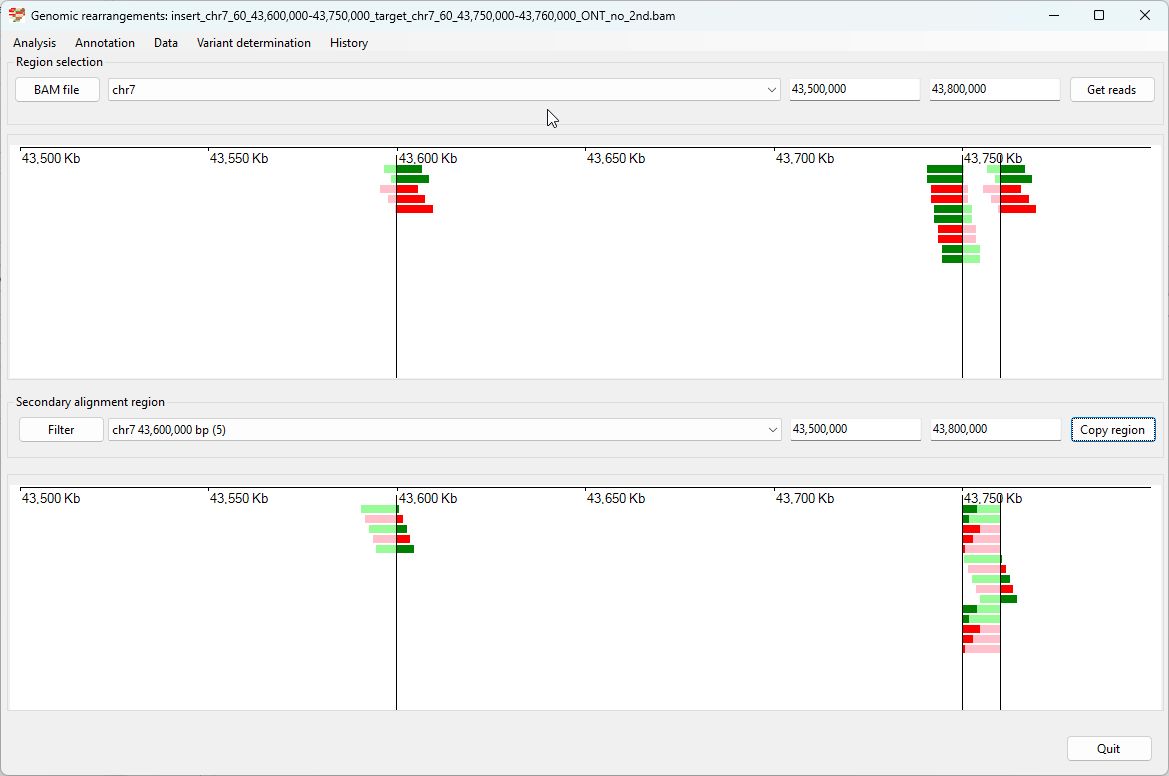 Genomic rearrangements: insert_chr7_60_43,600,000-43,750,000_target_chr7_60_43,750,000-43,760,000_ONT_no_2nd.bam
Analysis Annotation Data Variant determination History
Region selection
BAM file chr7 43,500,000 43,800,000 Get reads
43,500 Kb 43,550 Kb 43,600 Kb 43,650 Kb 43,700 Kb 43,750 Kb
Secondary alignment region
Filter chr7 43,600,000 bp (5) 43,500,000 43,800,000 Copy region
43,500 Kb 43,550 Kb 43,600 Kb 43,650 Kb 43,700 Kb 43,750 Kb
Quit